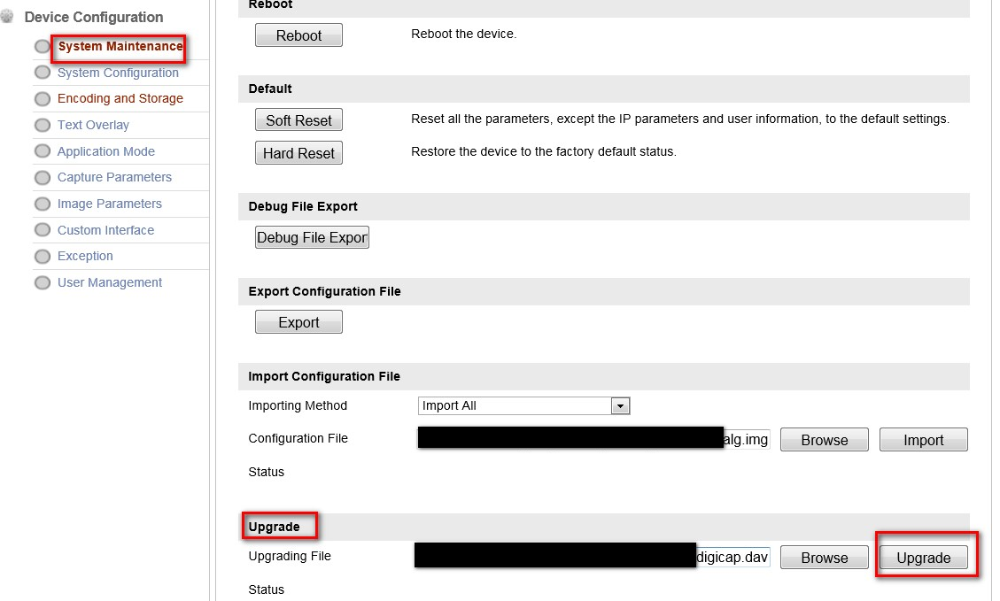 Device Configuration
System Maintenance
System Configuration
Encoding and Storage
Text Overlay
Application Mode
Capture Parameters
Image Parameters
Custom Interface
Exception
User Management
Reboot
Reboot Reboot the device.
Default
Soft Reset Reset all the parameters, except the IP parameters and user information, to the default settings.
Hard Reset Restore the device to the factory default status.
Debug File Export
Debug File Expor
Export Configuration File
Export
Import Configuration File
Importing Method Import All
Configuration File alg.img Browse Import
Status
Upgrade
Upgrading File digicap.dav Browse Upgrade
Status